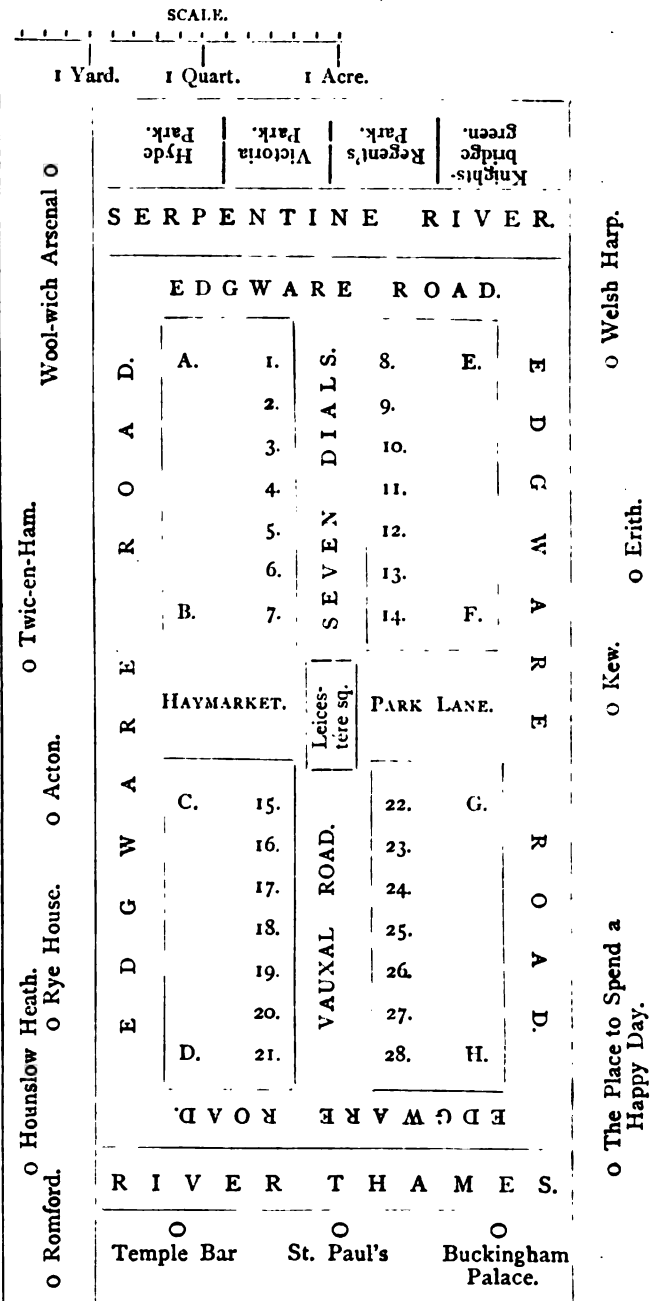 SCALE.
1 Yard. 1 Quart. 1 Acre.
Hyde Park.
Victoria Park.
Regent's Park.
Knights-
bridge
green.
SERPENTINE RIVER.
EDGWARE ROAD.
EDGWARE ROAD.
SEVEN DIALS.
EDGWARE ROAD.
A. 1. 8. E.
2. 9.
3. 10.
4. 11.
5. 12.
6. 13.
B. 7. 14. F.
HAYMARKET.
Leices-
tère sq.
PARK LANE.
C. 15. 22. G.
16. 23.
17. 24.
18. 25.
19. 26.
20. 27.
D. 21. 28. H.
VAUXAL ROAD.
EDGWARE ROAD.
RIVER THAMES.
Temple Bar
St. Paul's
Buckingham
Palace.
Wool-wich Arsenal
Twic-en-Ham.
Acton.
Rye House.
Hounslow Heath.
Romford.
Welsh Harp.
Erith.
Kew.
The Place to Spend a
Happy Day.